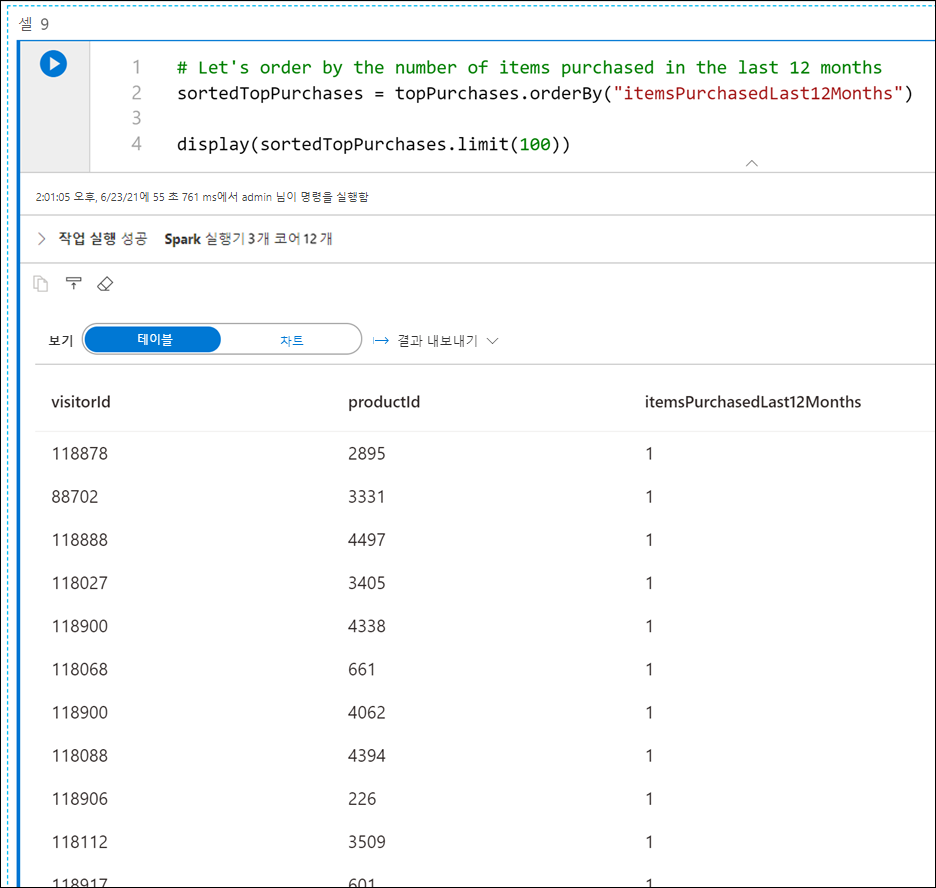 셀 9
1 # Let's order by the number of items purchased in the last 12 months
2 sortedTopPurchases = topPurchases.orderBy("itemsPurchasedLast12Months")
3
4 display(sortedTopPurchases.limit(100))
2:01:05 오후, 6/23/21에 55 초 761 ms에서 admin 님이 명령을 실행함
작업 실행 성공 Spark 실행기 3개 코어 12 개
보기 테이블 차트 결과 내보내기
visitorId productId itemsPurchasedLast12Months
118878 2895 1
88702 3331 1
118888 4497 1
118027 3405 1
118900 4338 1
118068 661 1
118900 4062 1
118088 4394 1
118906 226 1
118112 3509 1
118917 601 1